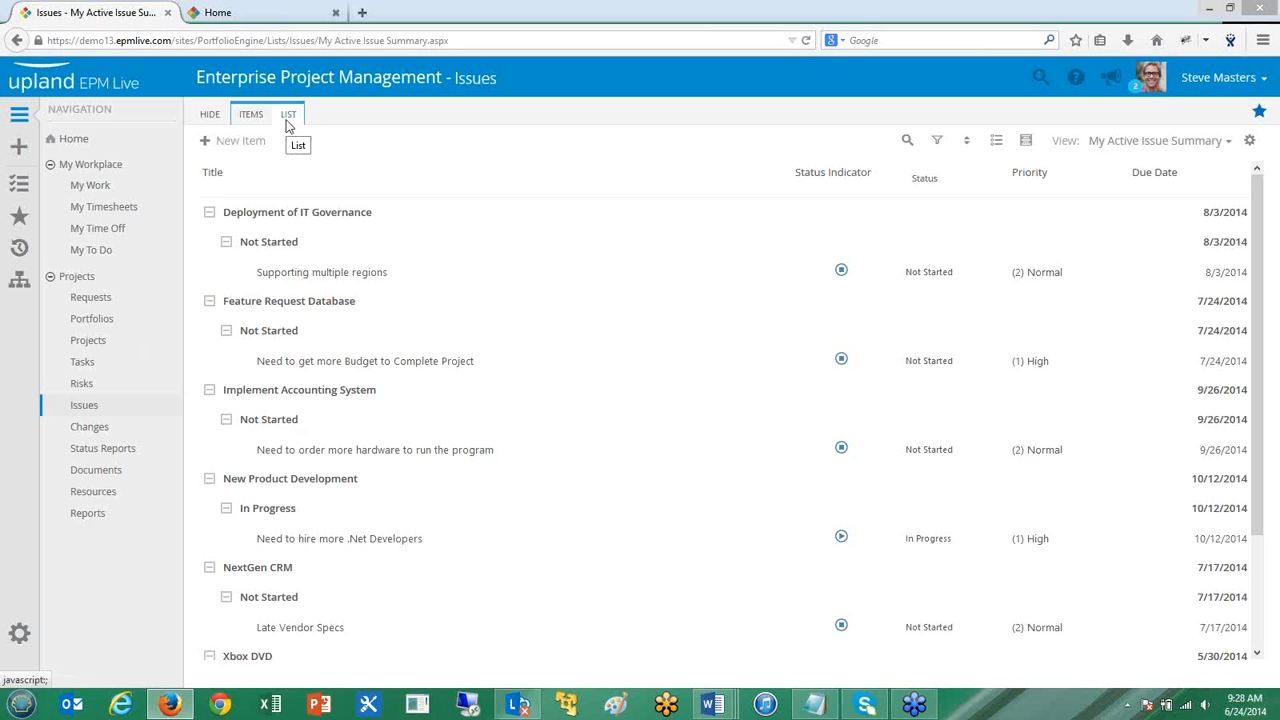 Issues - My Active Issue Su... ×
Home ×
https://demo13.epmlive.com/sites/PortfolioEngine/Lists/Issues/My Active Issue Summary.aspx
Google
upland EPM Live
Enterprise Project Management - Issues
2
Steve Masters
NAVIGATION
Home
My Workplace
My Work
My Timesheets
My Time Off
My To Do
Projects
Requests
Portfolios
Projects
Tasks
Risks
Issues
Changes
Status Reports
Documents
Resources
Reports
HIDE ITEMS LIST
List
New Item
View: My Active Issue Summary
Title Status Indicator Status Priority Due Date
Deployment of IT Governance 8/3/2014
Not Started 8/3/2014
Supporting multiple regions Not Started (2) Normal 8/3/2014
Feature Request Database 7/24/2014
Not Started 7/24/2014
Need to get more Budget to Complete Project Not Started (1) High 7/24/2014
Implement Accounting System 9/26/2014
Not Started 9/26/2014
Need to order more hardware to run the program Not Started (2) Normal 9/26/2014
New Product Development 10/12/2014
In Progress 10/12/2014
Need to hire more .Net Developers In Progress (1) High 10/12/2014
NextGen CRM 7/17/2014
Not Started 7/17/2014
Late Vendor Specs Not Started (2) Normal 7/17/2014
Xbox DVD 5/30/2014
javascript:;
9:28 AM
6/24/2014